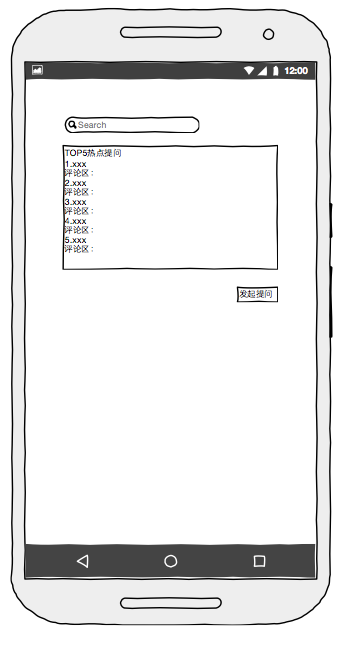 12:00
Search
TOP5热点提问
1.xxx
评论区：
2.xxx
评论区：
3.xxx
评论区：
4.xxx
评论区：
5.xxx
评论区：
发起提问